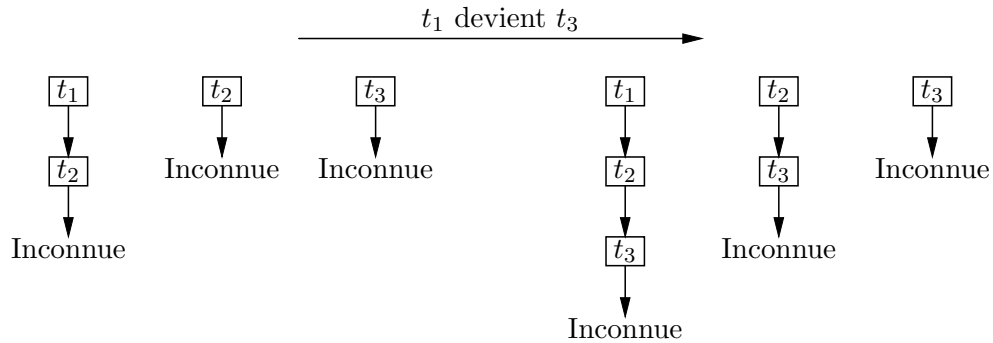 t₁ devient t₃
t₁ t₂ t₃ t₁ t₂ t₃
t₂ Inconnue Inconnue t₂ t₃ Inconnue
Inconnue t₃ Inconnue
Inconnue